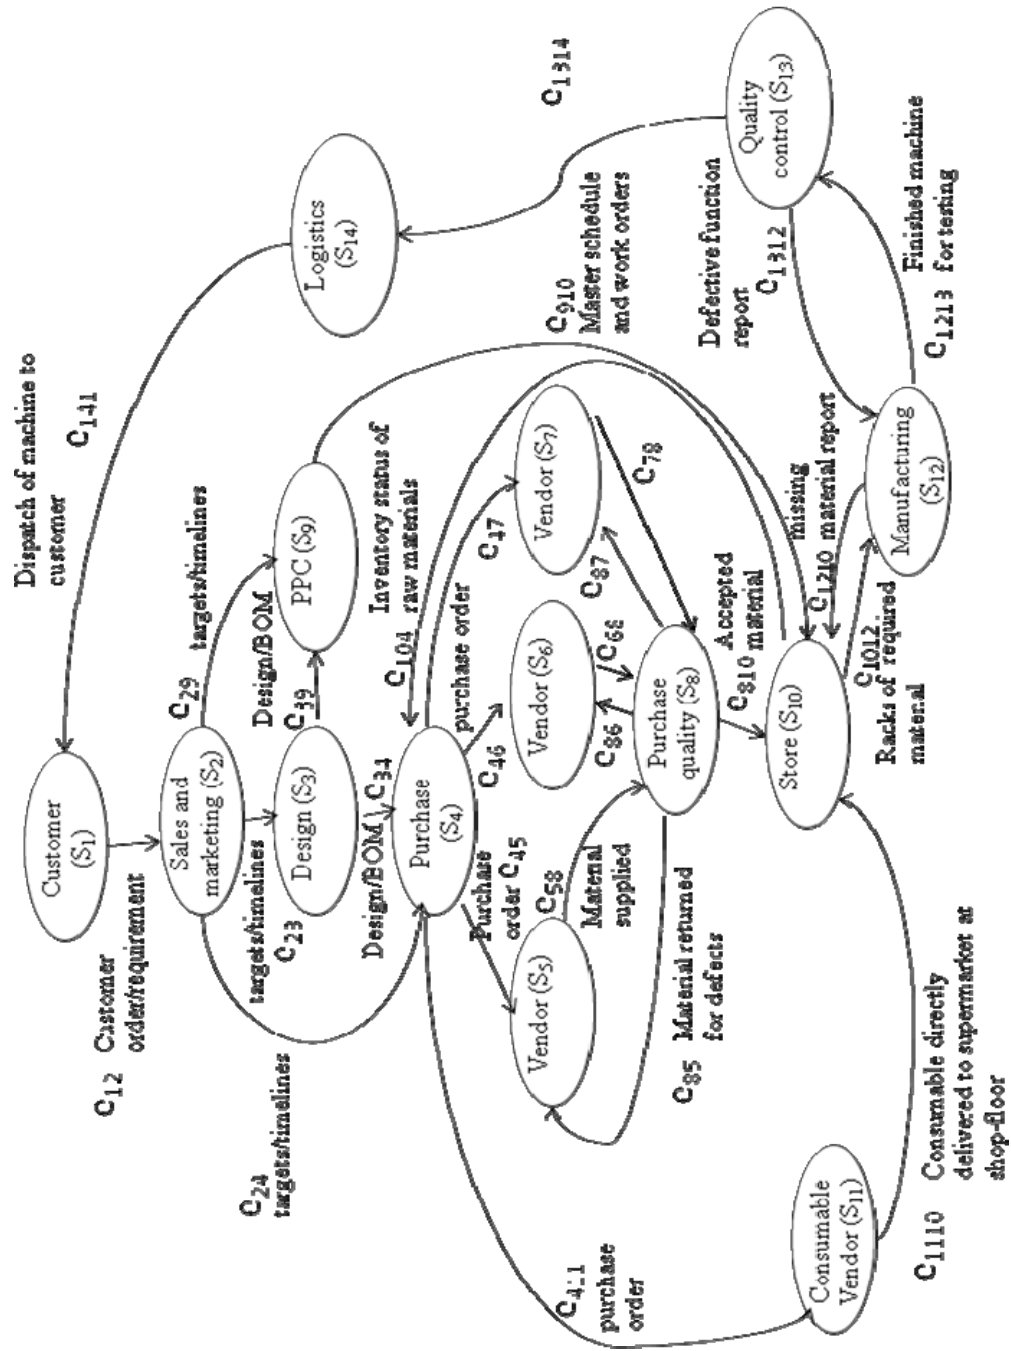 Customer
(S1)
C12
Customer
order/requirement
Sales and
marketing (S2)
C24
targets/timelines
targets/timelines
C23
C29
targets/timelines
Design (S3)
Design/BOM
C39
PPC (S9)
Design/BOM
C34
Purchase
(S4)
C104
Inventory status of
raw materials
C910
Master schedule
and work orders
Dispatch of machine to
customer
C141
Logistics
(S14)
C1314
Purchase
order C45
C46
purchase order
C47
Vendor (S5)
Vendor (S6)
Vendor (S7)
C58
Material
supplied
C86
C68
C87
C78
C85
Material returned
for defects
Purchase
quality (S8)
C810
Accepted
material
C411
purchase
order
Store (S10)
Consumable
Vendor (S11)
C1110
Consumable directly
delivered to supermarket at
shop-floor
C1012
Racks of required
material
C1210
misiing
material report
Manufacturing
(S12)
Defective function
report
C1312
C1213
Finished machine
for testing
Quality
control (S13)